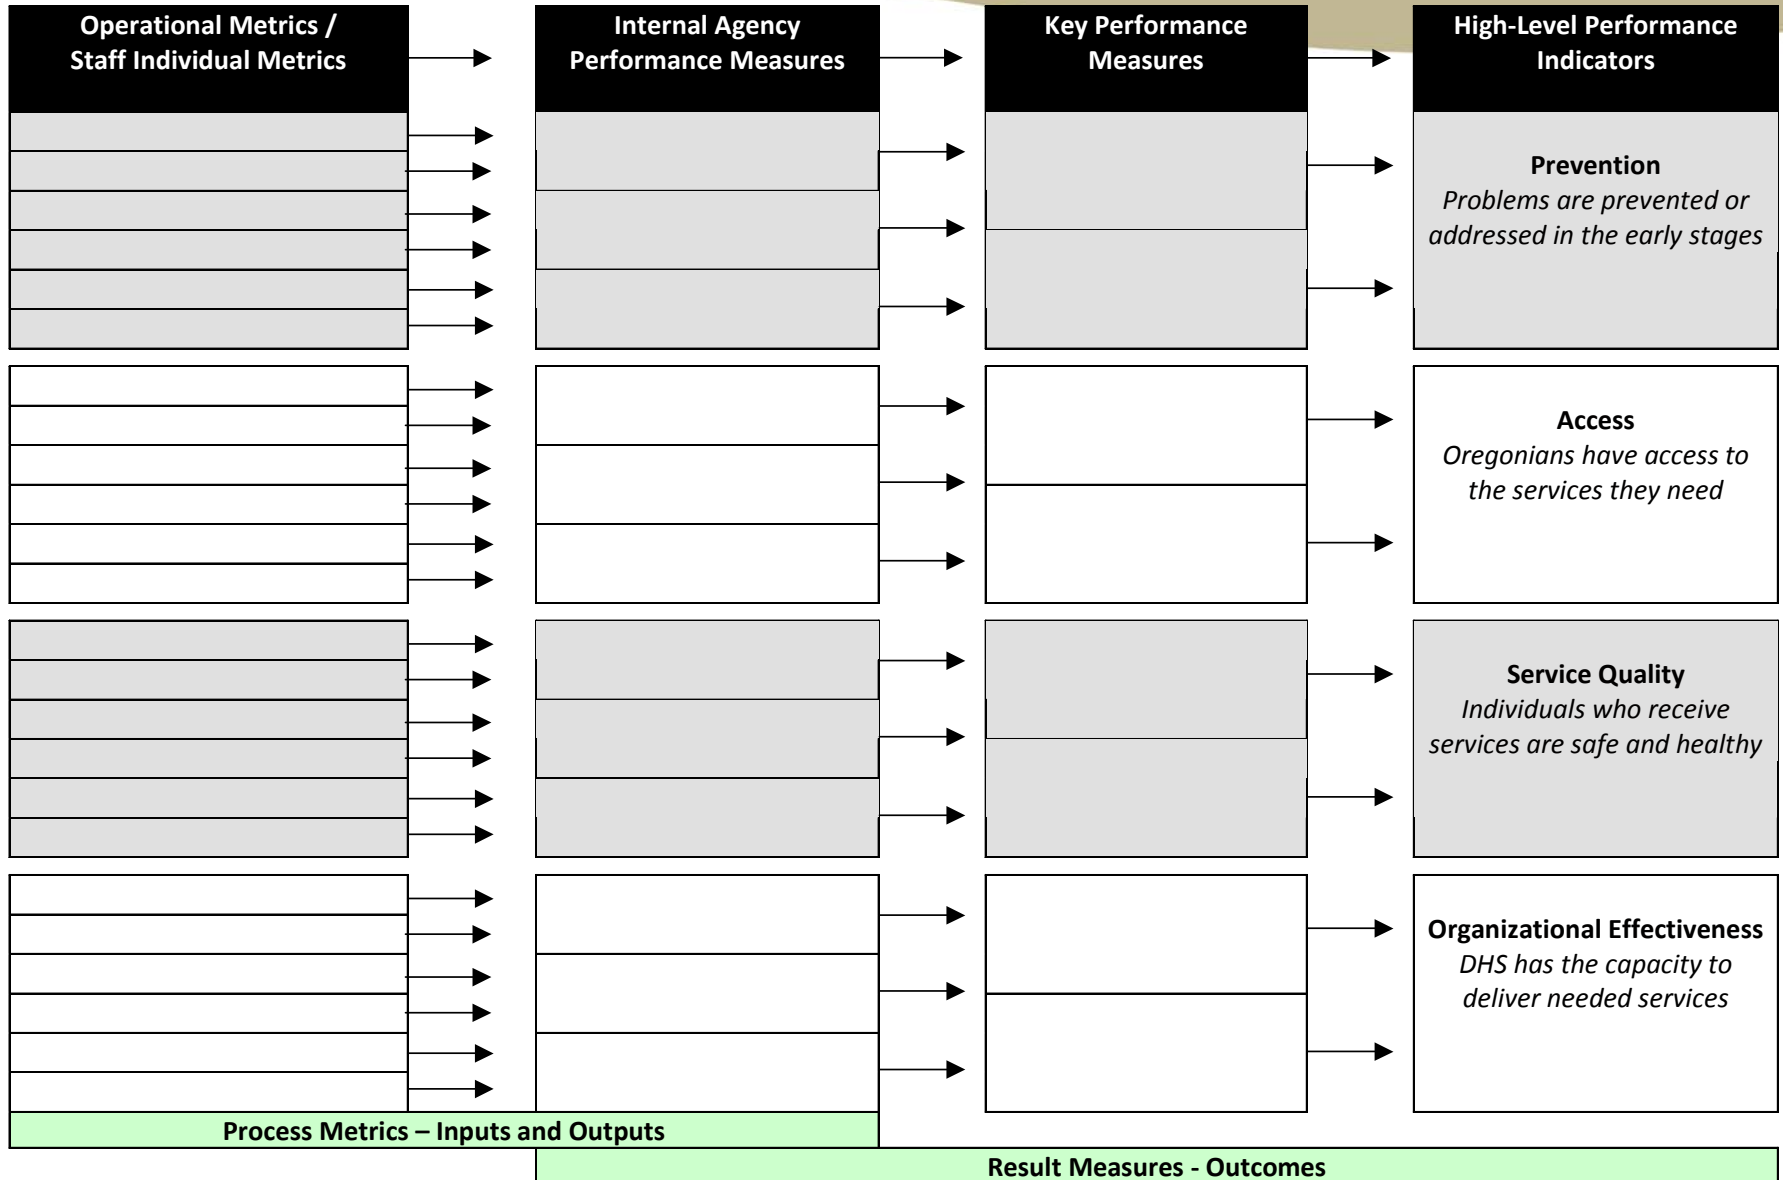 Operational Metrics /
Staff Individual Metrics
Internal Agency
Performance Measures
Key Performance
Measures
High-Level Performance
Indicators
Prevention
Problems are prevented or
addressed in the early stages
Access
Oregonians have access to
the services they need
Service Quality
Individuals who receive
services are safe and healthy
Organizational Effectiveness
DHS has the capacity to
deliver needed services
Process Metrics – Inputs and Outputs
Result Measures - Outcomes